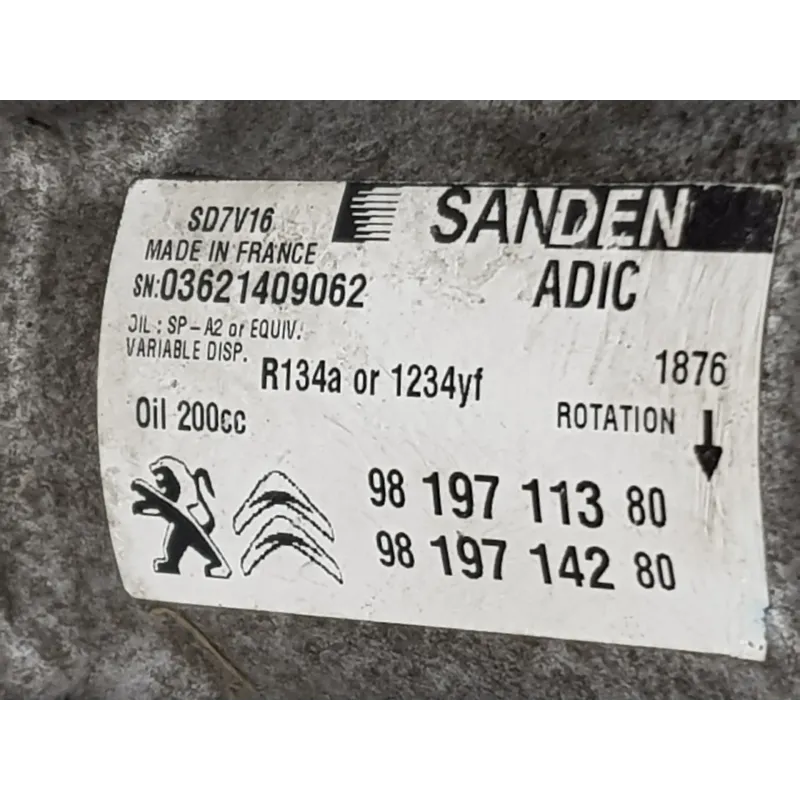 SD7V16
SANDEN
MADE IN FRANCE
ADIC
SN:03621409062
OIL : SP-A2 or EQUIV.
VARIABLE DISP.
R134a or 1234yf
1876
Oil 200cc
ROTATION
98 197 113 80
98 197 142 80